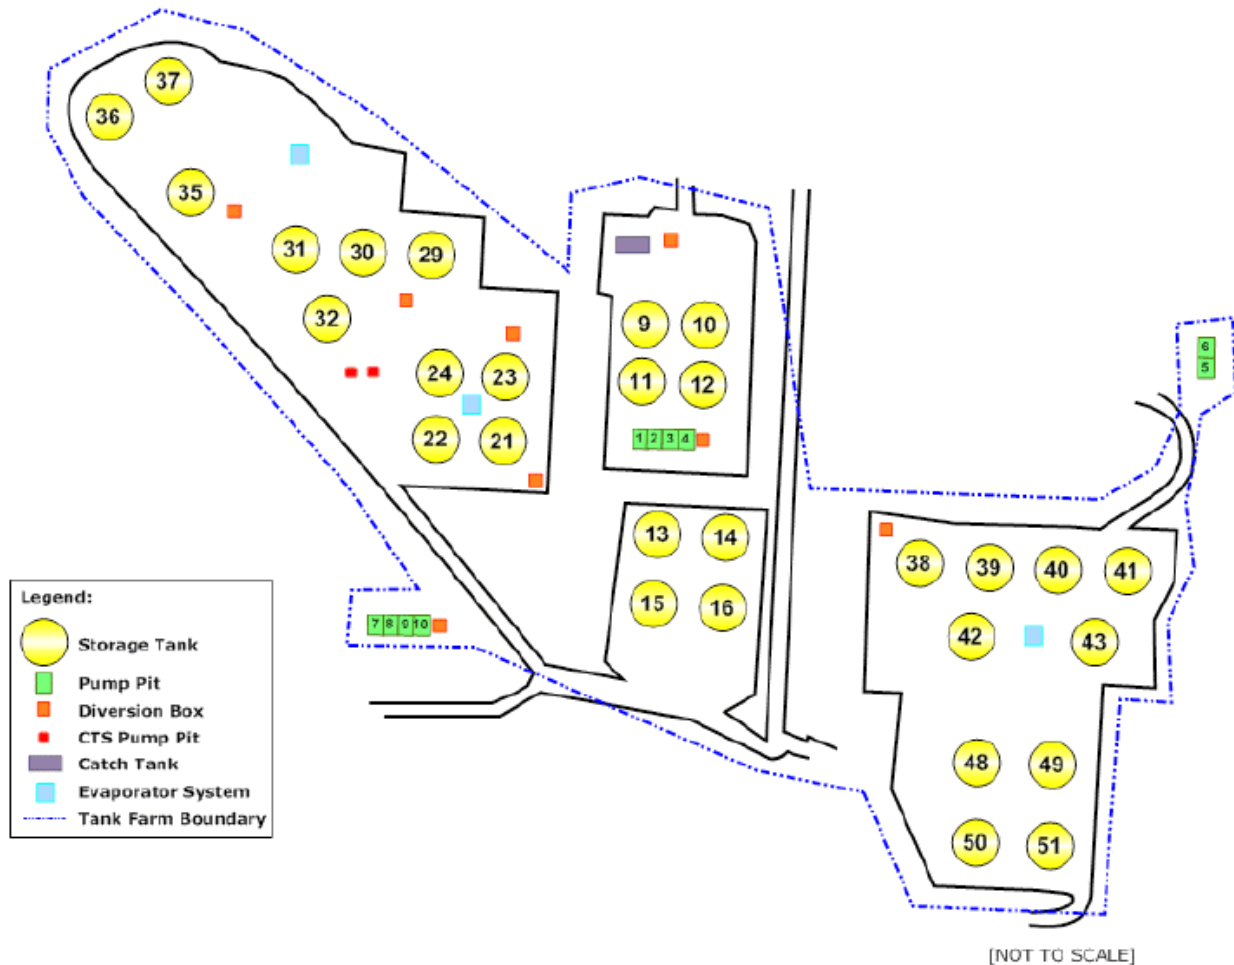 37
36
35
31 30 29
32
24 23
22 21
9 10
11 12
1 2 3 4
6
5
13 14
15 16
38 39 40 41
42 43
7 8 9 10
48 49
50 51
Legend:
Storage Tank
Pump Pit
Diversion Box
CTS Pump Pit
Catch Tank
Evaporator System
Tank Farm Boundary
[NOT TO SCALE]